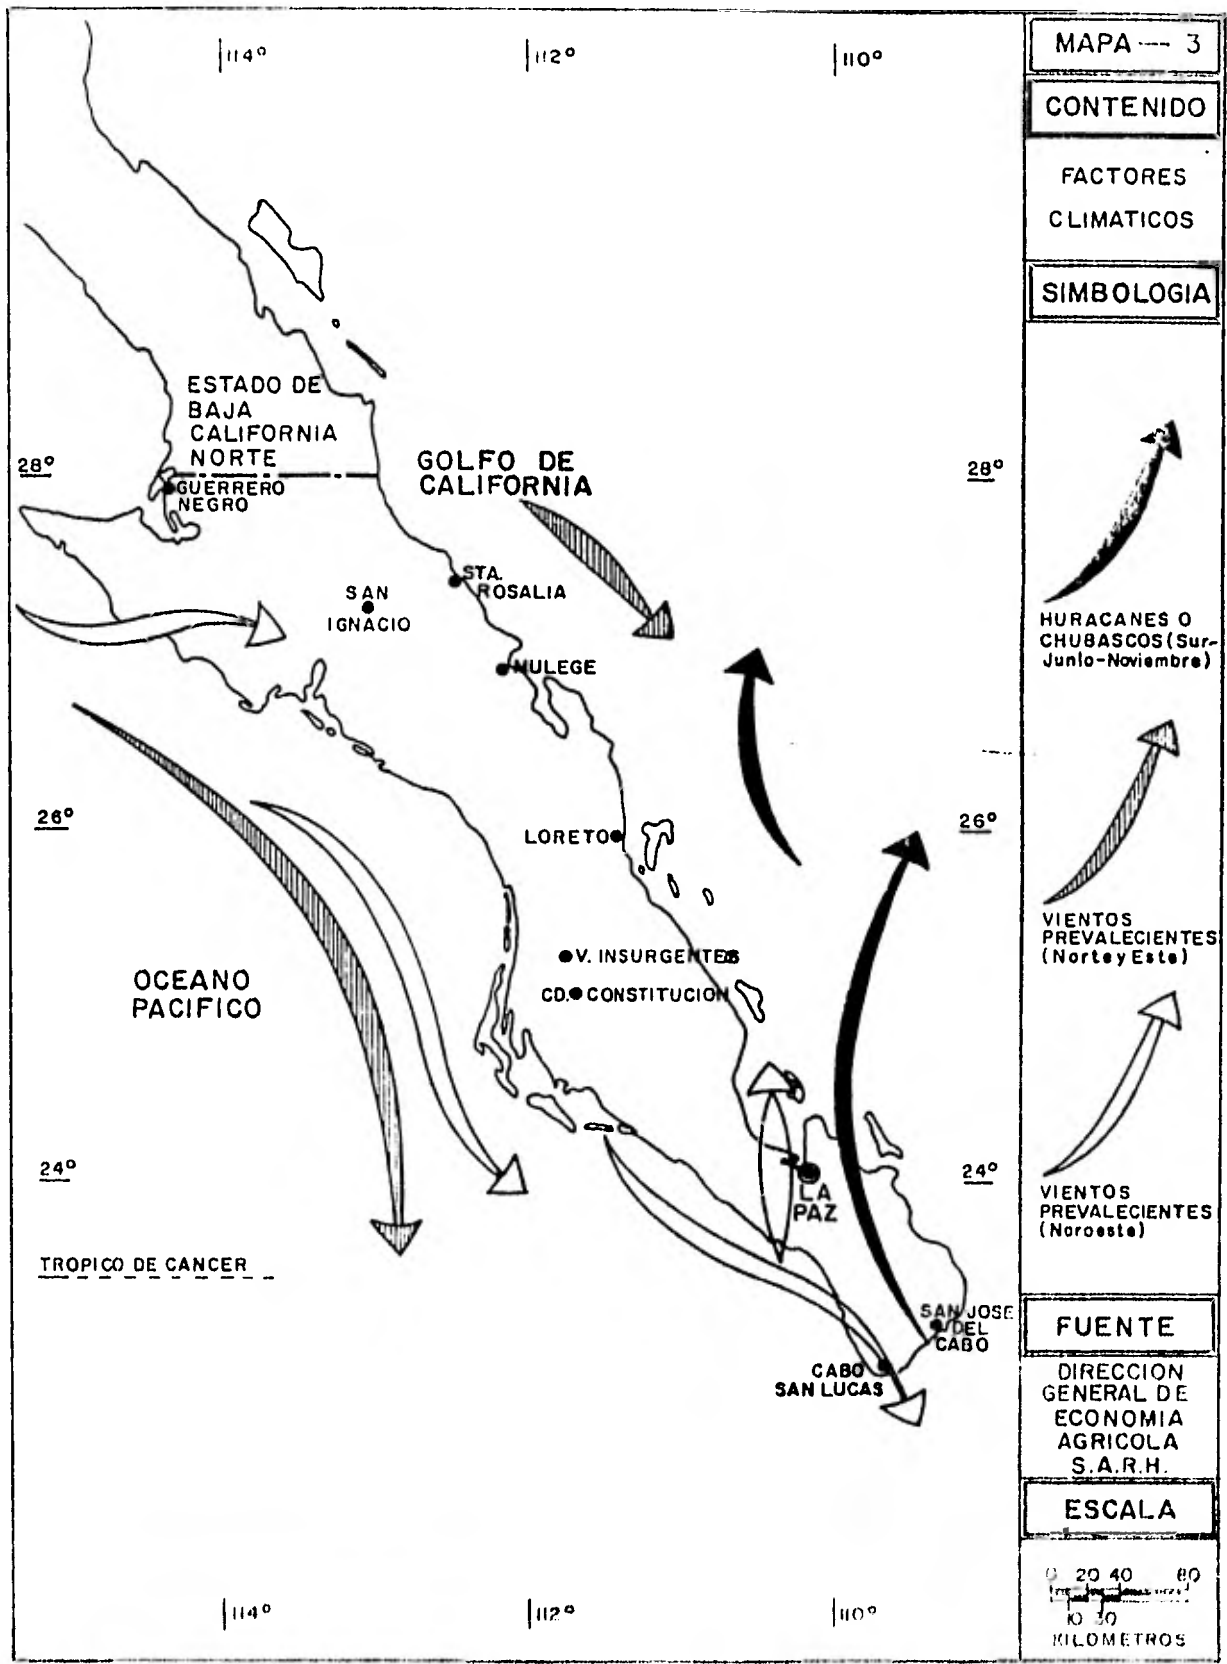 114°
112°
110°
ESTADO DE
BAJA
CALIFORNIA
NORTE
28°
GUERRERO
NEGRO
GOLFO DE
CALIFORNIA
28°
STA.
ROSALIA
SAN
IGNACIO
MULEGE
26°
LORETO
26°
V. INSURGENTES
CD. CONSTITUCION
OCEANO
PACIFICO
24°
LA
PAZ
24°
TROPICO DE CANCER
SAN JOSE
DEL
CABO
CABO
SAN LUCAS
114°
112°
110°
MAPA — 3
CONTENIDO
FACTORES
CLIMATICOS
SIMBOLOGIA
HURACANES O
CHUBASCOS (Sur-
Junio-Noviembre)
VIENTOS
PREVALECIENTES
(Norte y Este)
VIENTOS
PREVALECIENTES
(Noroeste)
FUENTE
DIRECCION
GENERAL DE
ECONOMIA
AGRICOLA
S.A.R.H.
ESCALA
0 20 40 80
10 30
KILOMETROS